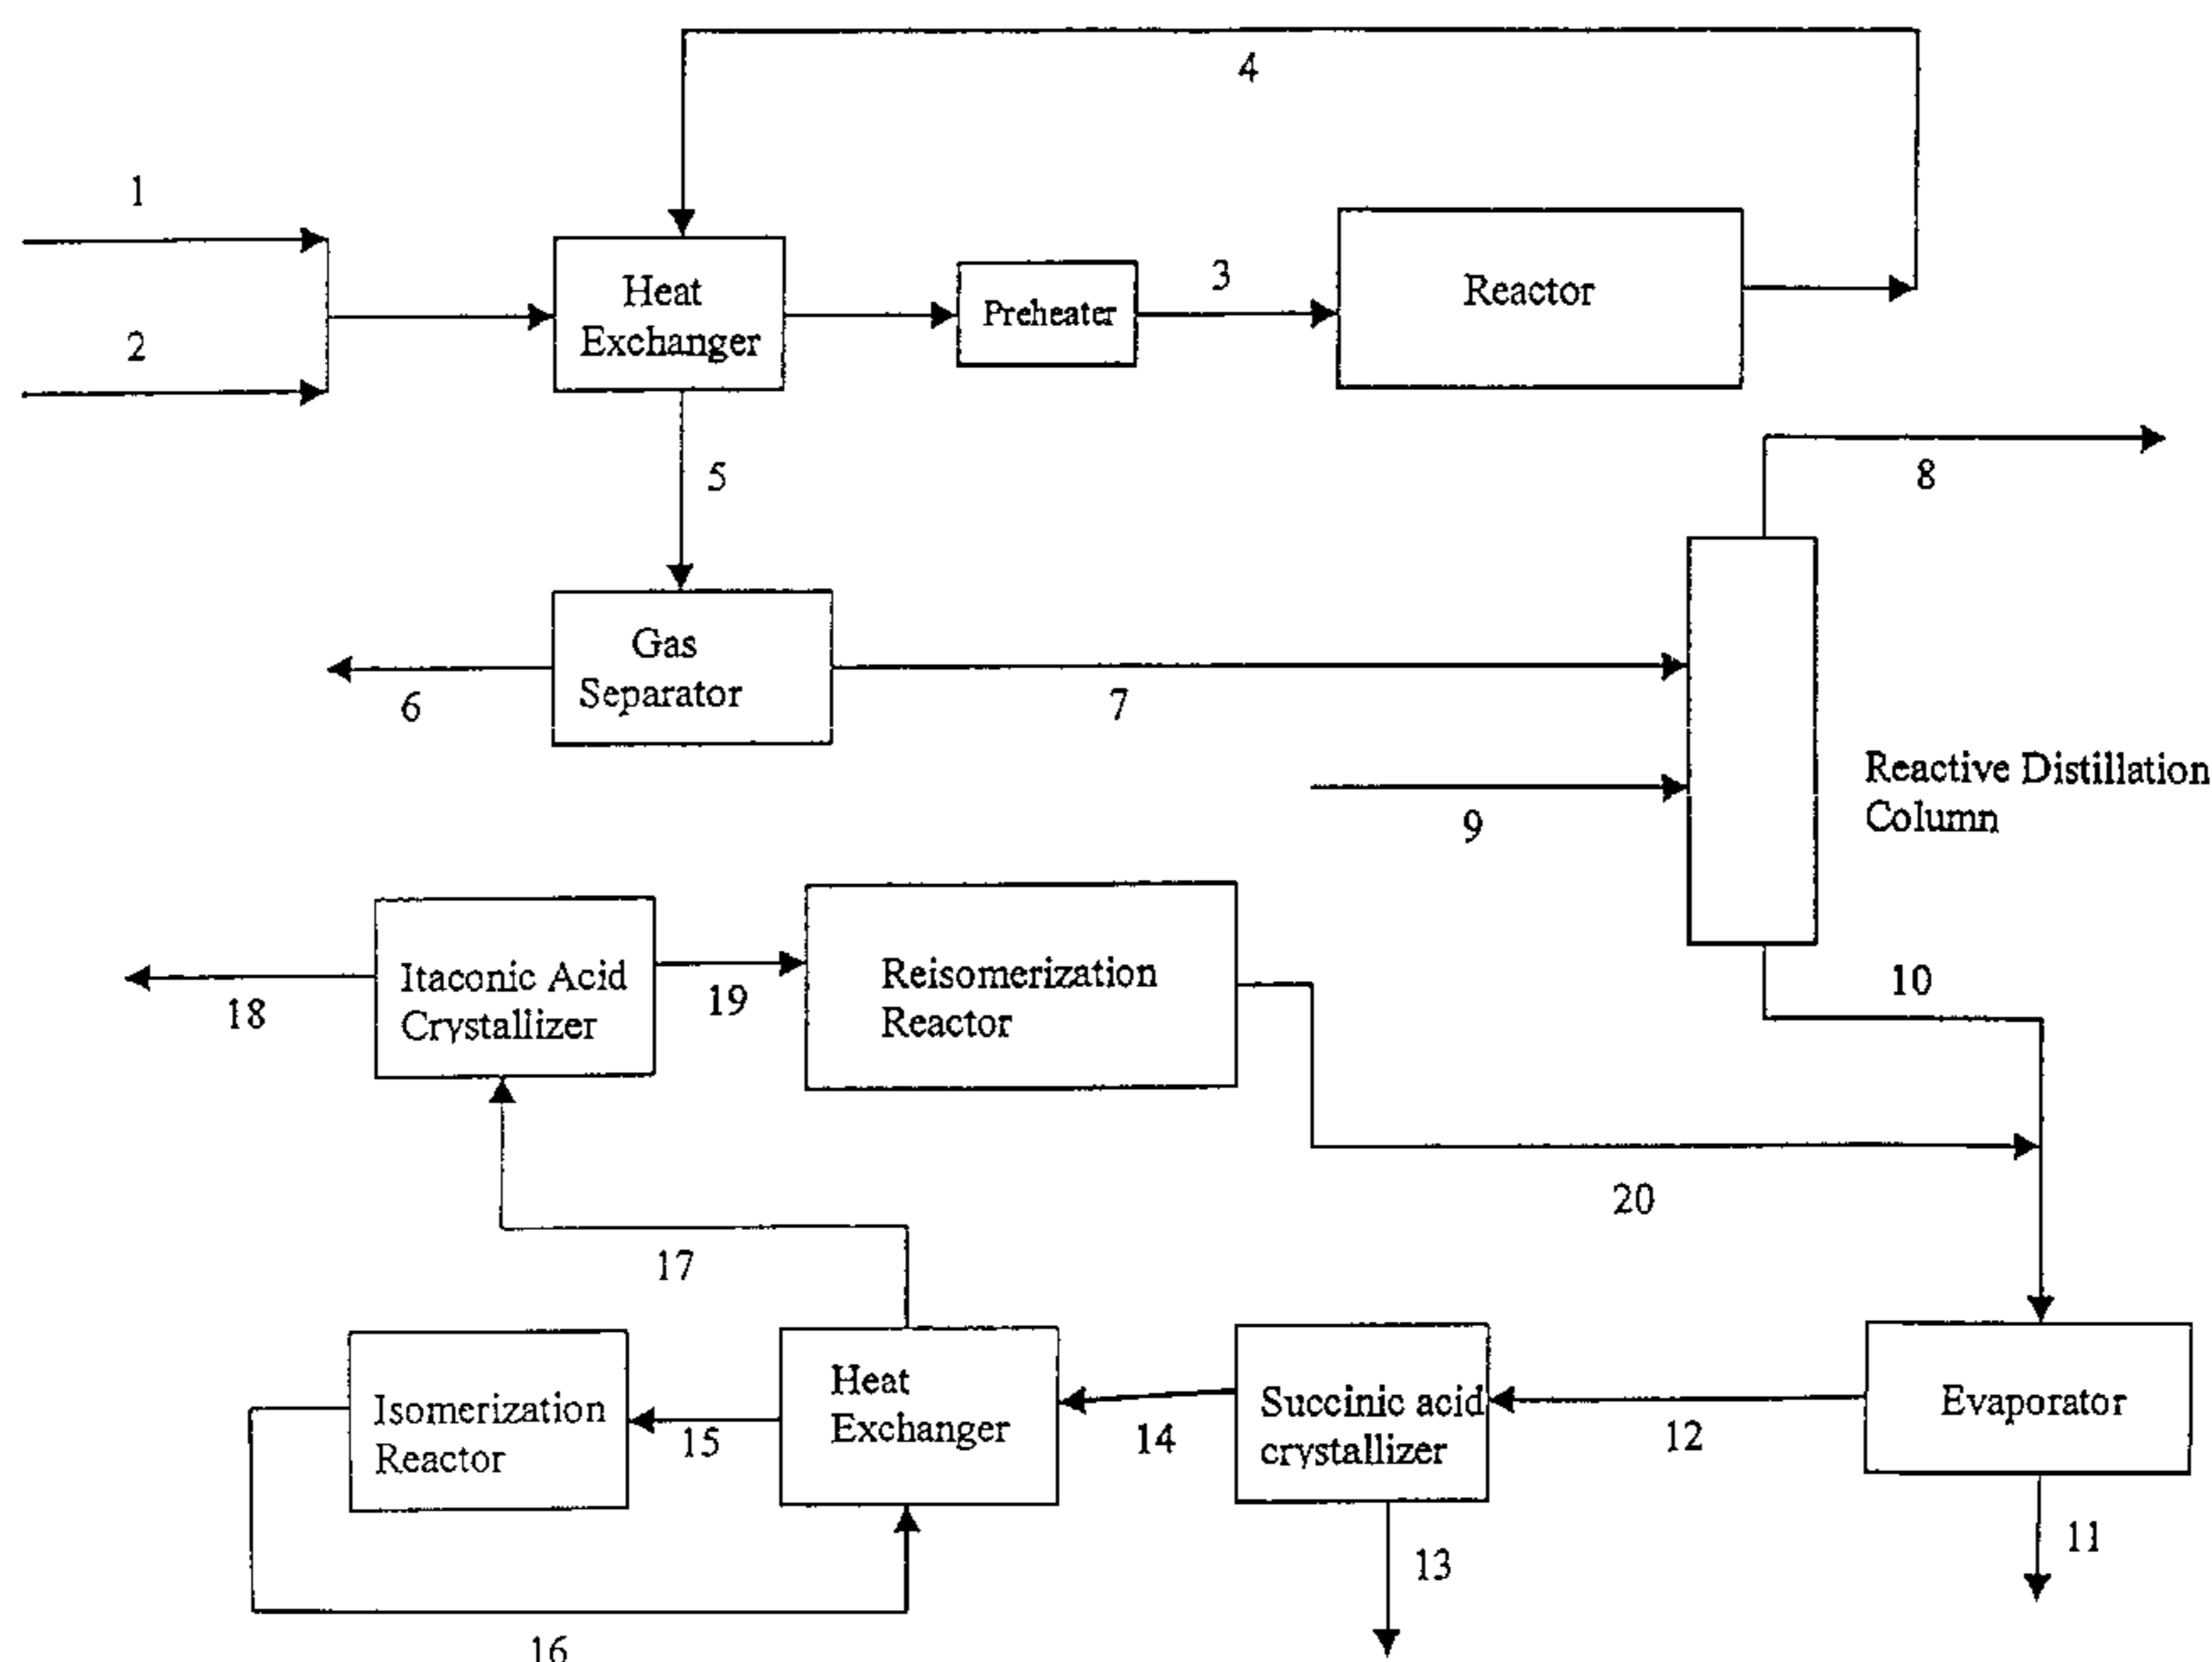 4
1
2
Heat
Exchanger
Preheater
3
Reactor
5
8
Gas
Separator
6
7
Reactive Distillation
Column
9
Itaconic Acid
Crystallizer
18
19
Reisomerization
Reactor
10
20
17
Isomerization
Reactor
15
Heat
Exchanger
14
Succinic acid
crystallizer
12
Evaporator
11
13
16